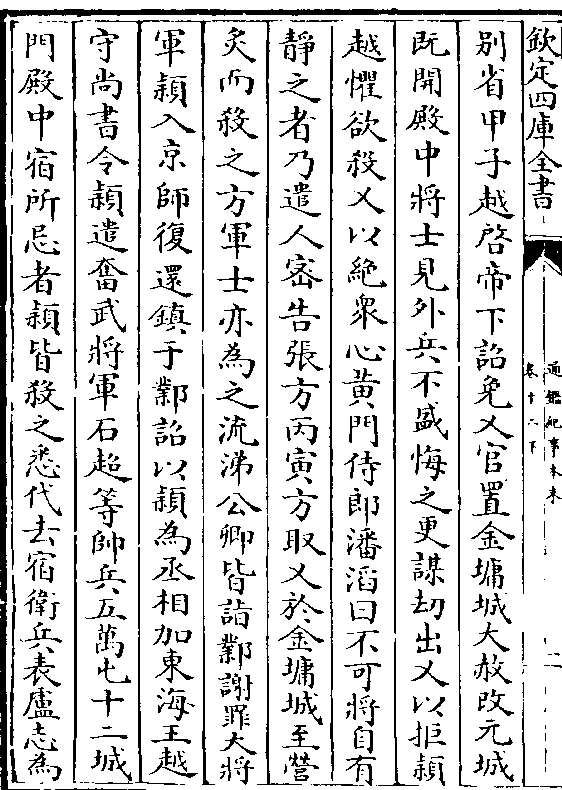 欽定四庫全書
通鑑紀事本末
卷十二下
二
別省甲子越啓帝下詔免乂官置金墉城大赦改元城
既開殿中將士見外兵不盛悔之更謀劫出乂以拒頴
越懼欲殺乂以絶衆心黄門侍郎潘滔曰不可將自有
靜之者乃遣人密告張方丙寅方取乂於金墉城至營
炙而殺之方軍士亦為之流涕公卿皆詣鄴謝罪大將
軍頴入京師復還鎮于鄴詔以頴為丞相加東海王越
守尚書令頴遣奮武將軍石超等帥兵五萬屯十二城
門殿中宿所忌者頴皆殺之悉代去宿衛兵表盧志為